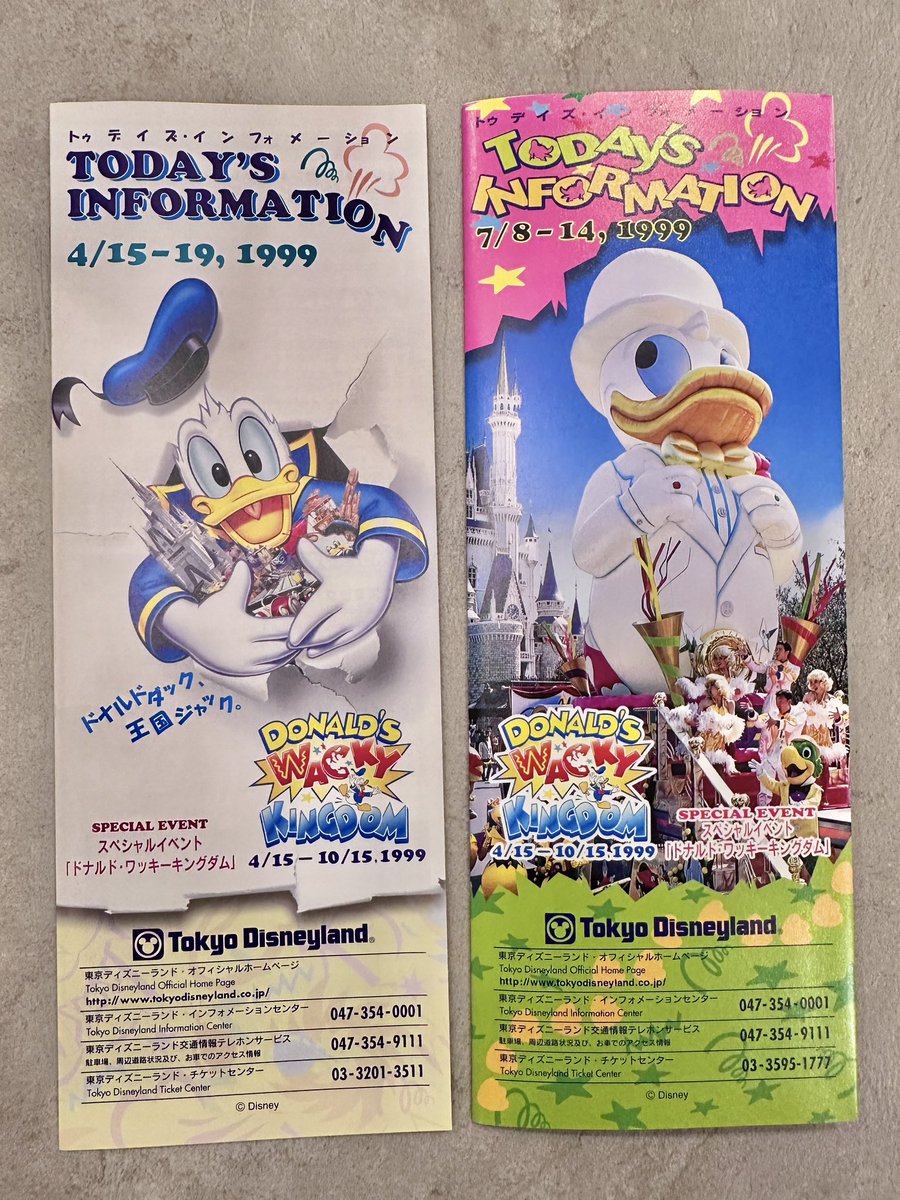 トゥデイズ・インフォメーション
TODAY'S
INFORMATION
4/15-19, 1999
ドナルドダック、
王国ジャック。
DONALD'S
WACKY
KINGDOM
4/15-10/15,1999
SPECIAL EVENT
スペシャルイベント
「ドナルド・ワッキーキングダム」
Tokyo Disneyland®
東京ディズニーランド・オフィシャルホームページ
Tokyo Disneyland Official Home Page
http://www.tokyodisneyland.co.jp/
東京ディズニーランド・インフォメーションセンター
Tokyo Disneyland Information Center
047-354-0001
東京ディズニーランド交通情報テレホンサービス
駐車場、周辺道路状況及び、お車でのアクセス情報
047-354-9111
東京ディズニーランド・チケットセンター
Tokyo Disneyland Ticket Center
03-3201-3511
© Disney
トゥデイズ・インフォメーション
TODAY'S
INFORMATION
7/8-14, 1999
DONALD'S
WACKY
KINGDOM
4/15-10/15,1999
SPECIAL EVENT
スペシャルイベント
「ドナルド・ワッキーキングダム」
Tokyo Disneyland®
東京ディズニーランド・オフィシャルホームページ
Tokyo Disneyland Official Home Page
http://www.tokyodisneyland.co.jp/
東京ディズニーランド・インフォメーションセンター
Tokyo Disneyland Information Center
047-354-0001
東京ディズニーランド交通情報テレホンサービス
駐車場、周辺道路状況及び、お車でのアクセス情報
047-354-9111
東京ディズニーランド・チケットセンター
Tokyo Disneyland Ticket Center
03-3595-1777
© Disney